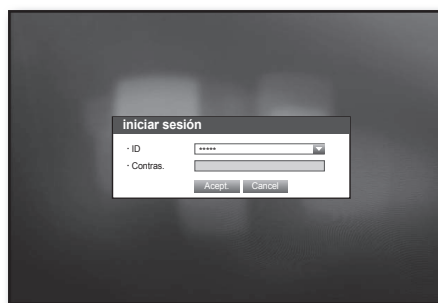 iniciar sesión
· ID *****
· Contras.
Acept. Cancel